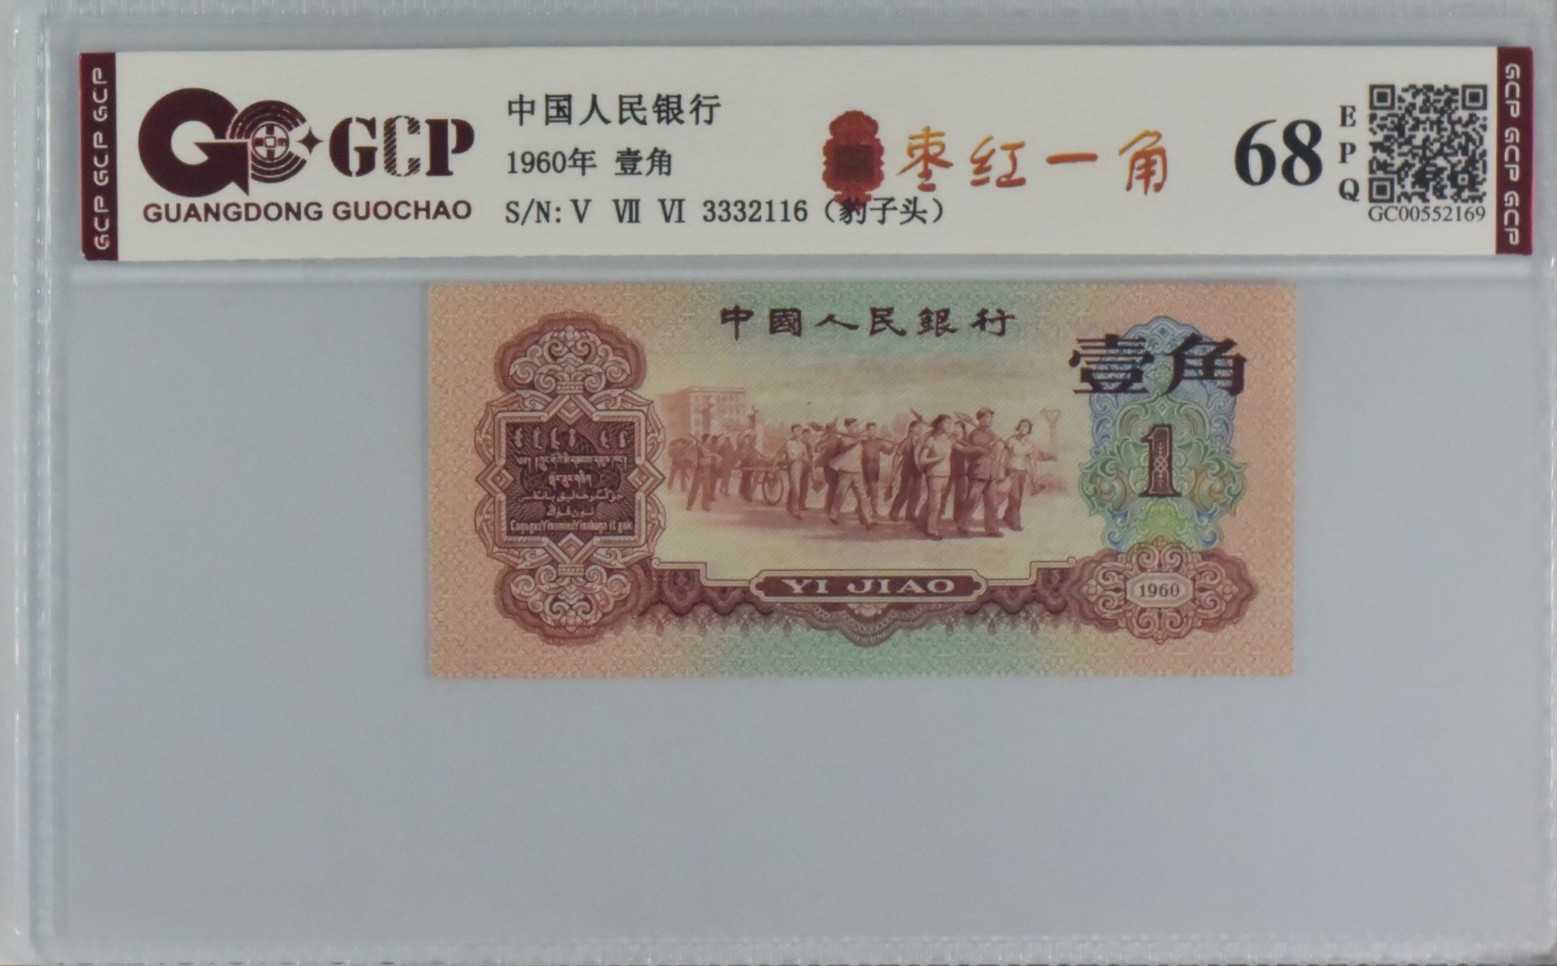 GCP GCP GCP
GCP
GUANGDONG GUOCHAO
中国人民银行
1960年 壹角
S/N: Ⅴ Ⅶ Ⅵ 3332116（豹子头）
枣红一角
68
EPQ
GC00552169
GCP GCP GCP
中國人民銀行
壹角
1
YI JIAO
1960